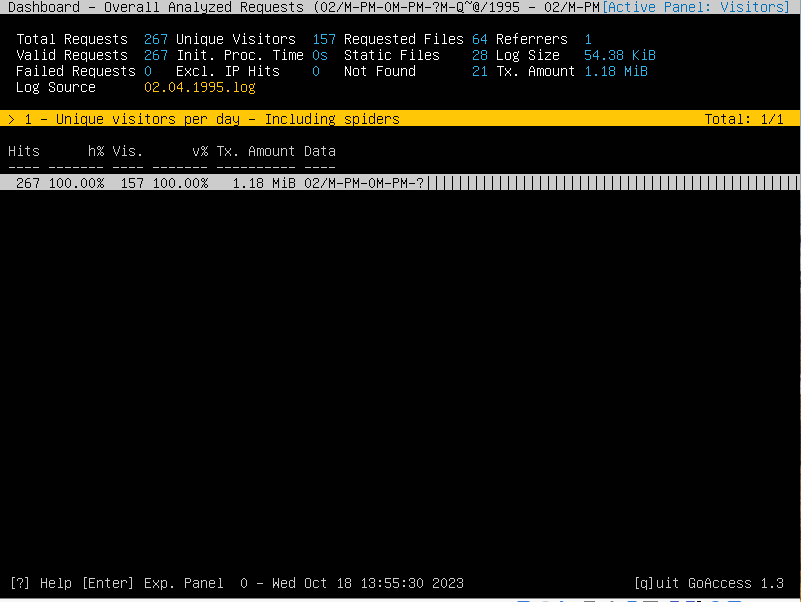 Dashboard - Overall Analyzed Requests (02/M-PM-0M-PM-?M-Q~@/1995 - 02/M-PM[Active Panel: Visitors]
Total Requests 267 Unique Visitors 157 Requested Files 64 Referrers 1
Valid Requests 267 Init. Proc. Time 0s Static Files 28 Log Size 54.38 KiB
Failed Requests 0 Excl. IP Hits 0 Not Found 21 Tx. Amount 1.18 MiB
Log Source 02.04.1995.log
> 1 - Unique visitors per day - Including spiders Total: 1/1
Hits h% Vis. v% Tx. Amount Data
---- ------- ---- ------- ---------- ----
267 100.00% 157 100.00% 1.18 MiB 02/M-PM-0M-PM-?|||||||||||||||||||||||||||||||||||||||||||||||
[?] Help [Enter] Exp. Panel 0 - Wed Oct 18 13:55:30 2023 [q]uit GoAccess 1.3